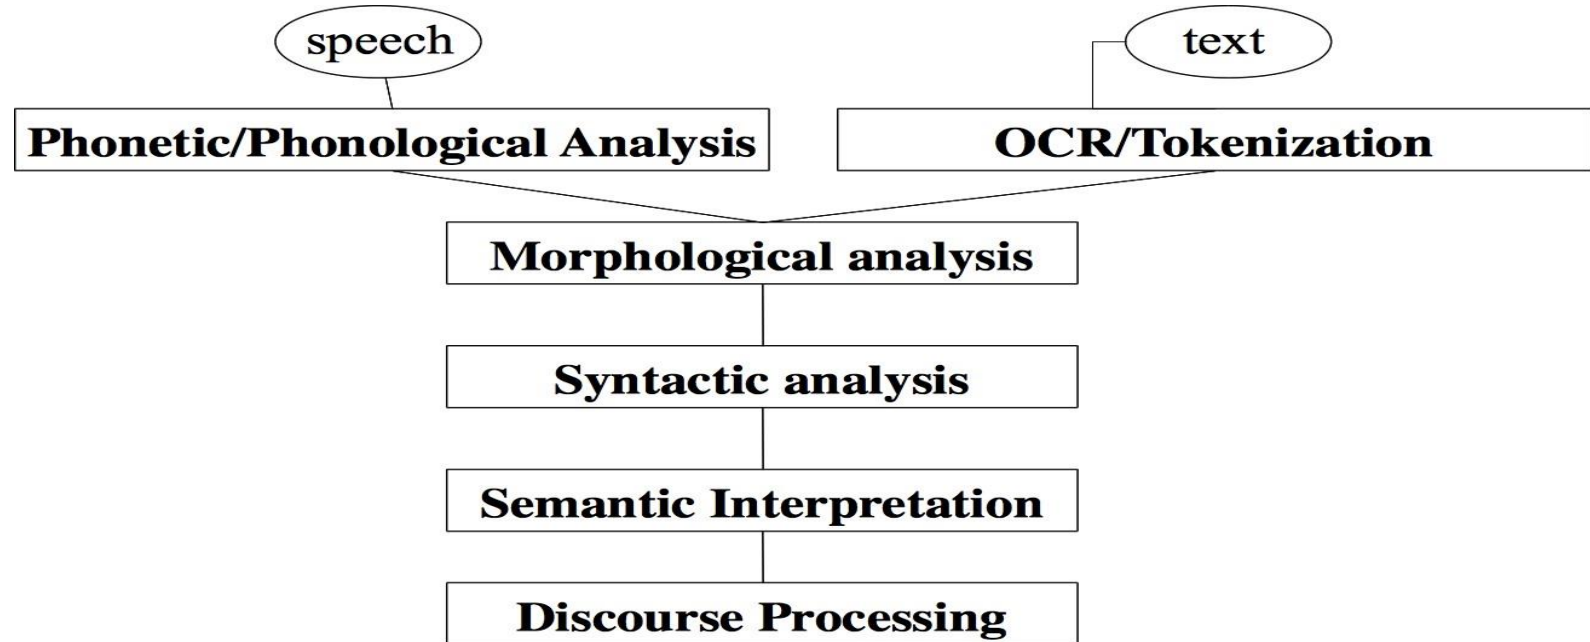 speech
text
Phonetic/Phonological Analysis
OCR/Tokenization
Morphological analysis
Syntactic analysis
Semantic Interpretation
Discourse Processing